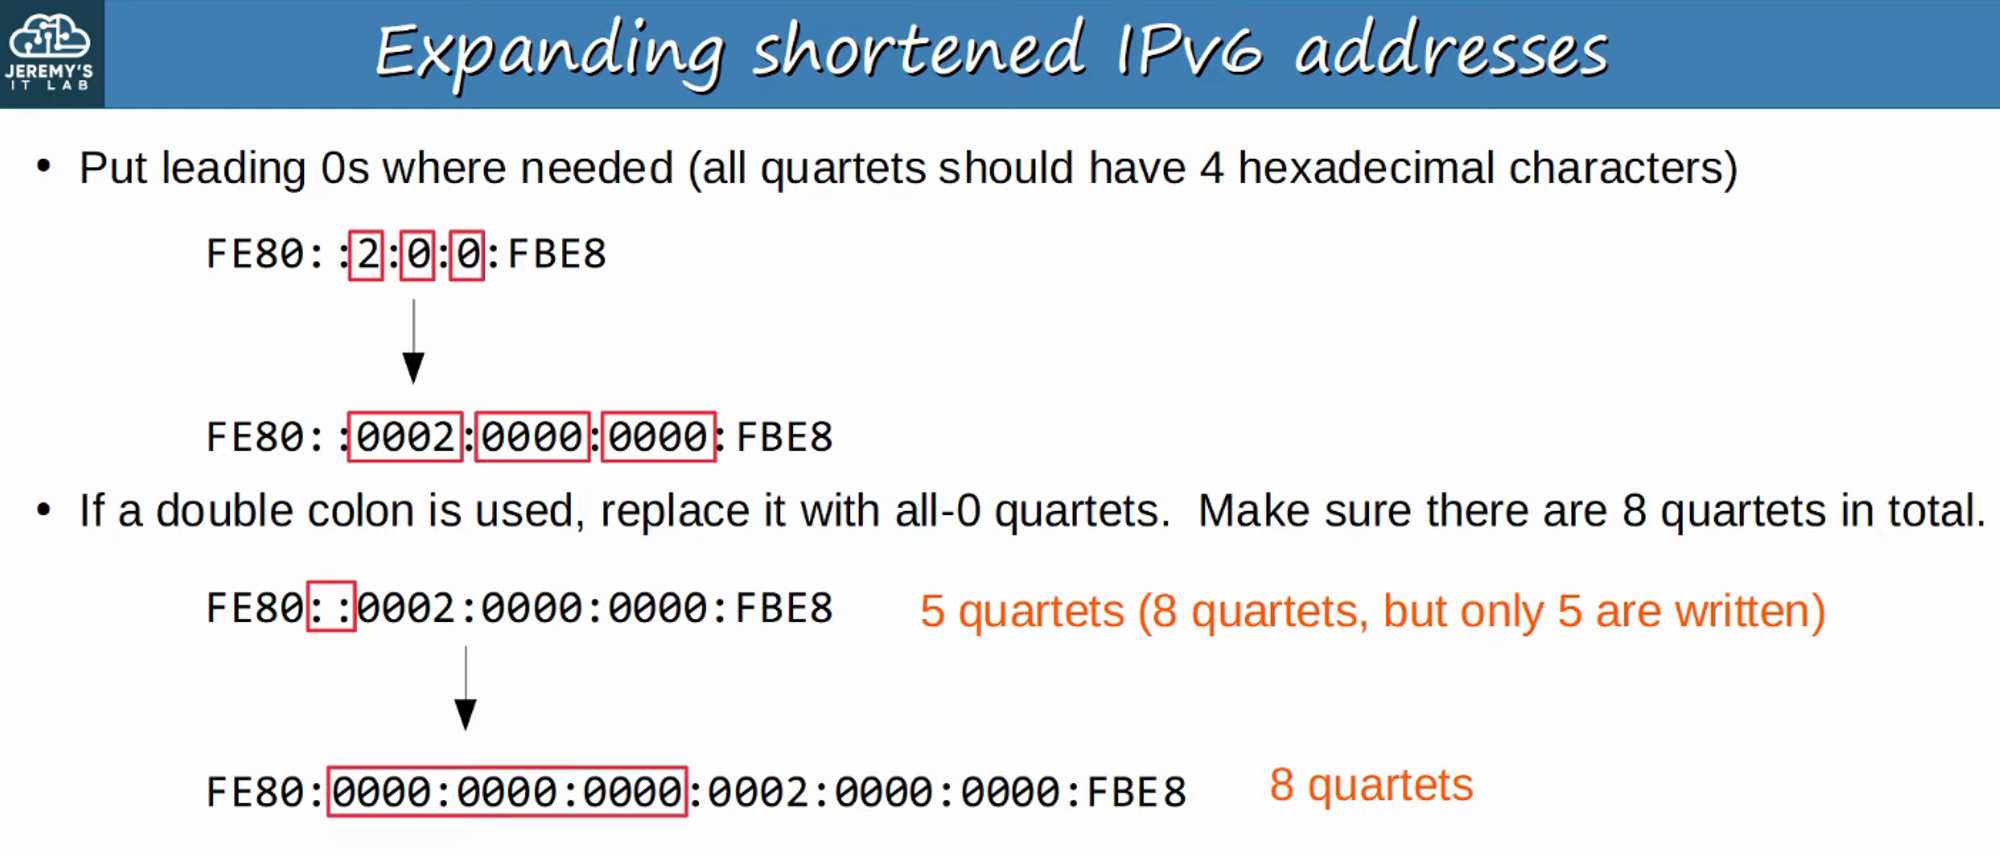 JEREMY'S
IT LAB
Expanding shortened IPv6 addresses
• Put leading 0s where needed (all quartets should have 4 hexadecimal characters)
FE80::2:0:0:FBE8
FE80::0002:0000:0000:FBE8
• If a double colon is used, replace it with all-0 quartets.  Make sure there are 8 quartets in total.
FE80::0002:0000:0000:FBE8 5 quartets (8 quartets, but only 5 are written)
FE80:0000:0000:0000:0002:0000:0000:FBE8 8 quartets